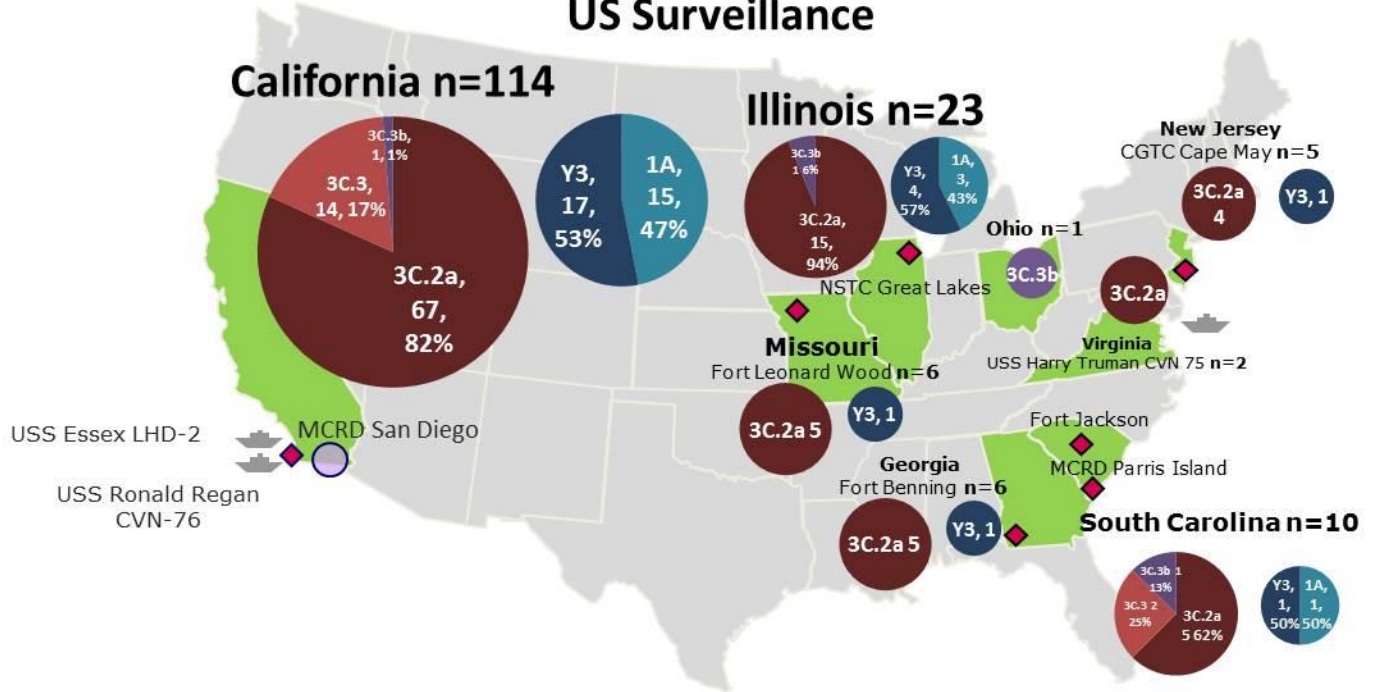 US Surveillance
California n=114
3C.3b,
1, 1%
3C.3,
14, 17%
3C.2a,
67,
82%
Y3,
17,
53%
1A,
15,
47%
Illinois n=23
3C.3b
1 6%
3C.2a,
15,
94%
Y3,
4,
57%
1A,
3,
43%
NSTC Great Lakes
Ohio n=1
3C.3b
New Jersey
CGTC Cape May n=5
3C.2a
4
Y3, 1
3C.2a
Virginia
USS Harry Truman CVN 75 n=2
Missouri
Fort Leonard Wood n=6
3C.2a 5
Y3, 1
USS Essex LHD-2
MCRD San Diego
USS Ronald Regan
CVN-76
Georgia
Fort Benning n=6
3C.2a 5
Y3, 1
Fort Jackson
MCRD Parris Island
South Carolina n=10
3C.3b 1
13%
3C.3 2
25%
3C.2a
5 62%
Y3,
1,
50%
1A,
1,
50%